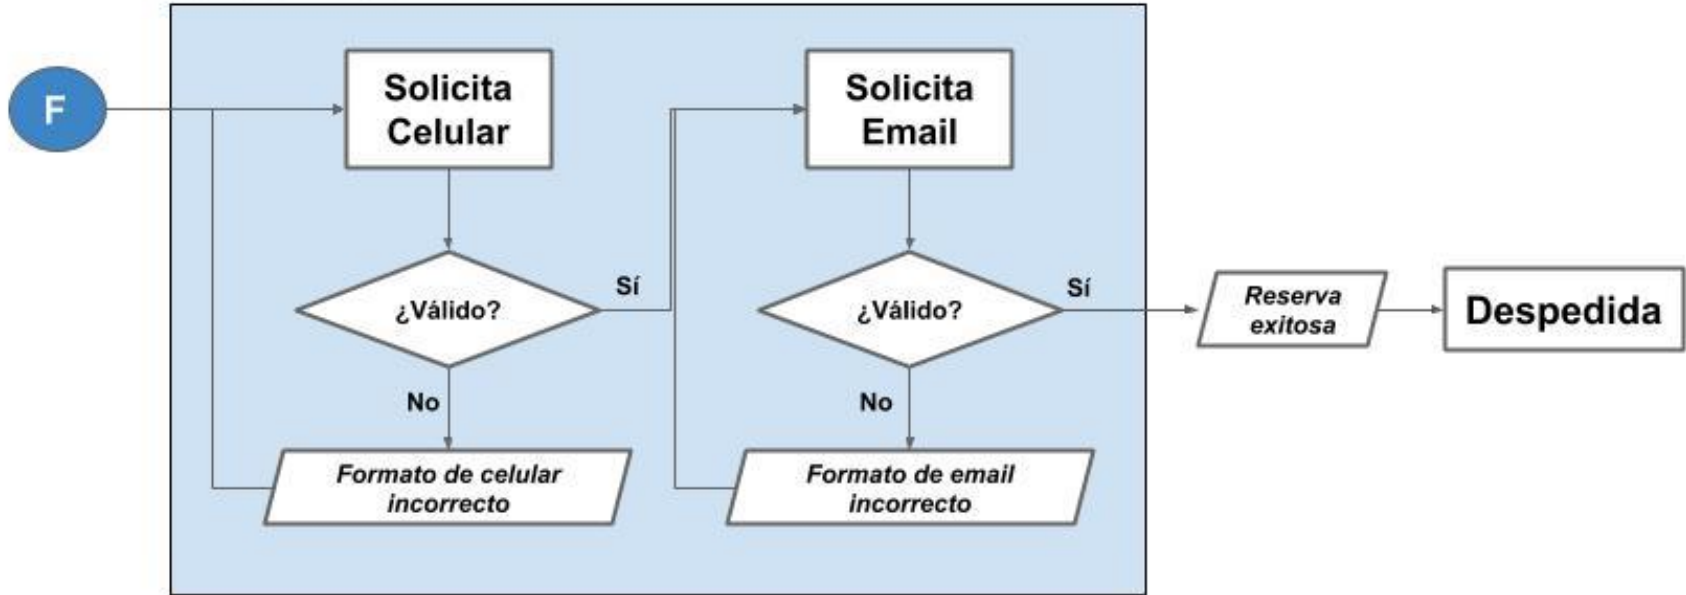 F
Solicita
Celular
¿Válido?
Sí
No
Formato de celular
incorrecto
Solicita
Email
¿Válido?
Sí
No
Formato de email
incorrecto
Reserva
exitosa
Despedida